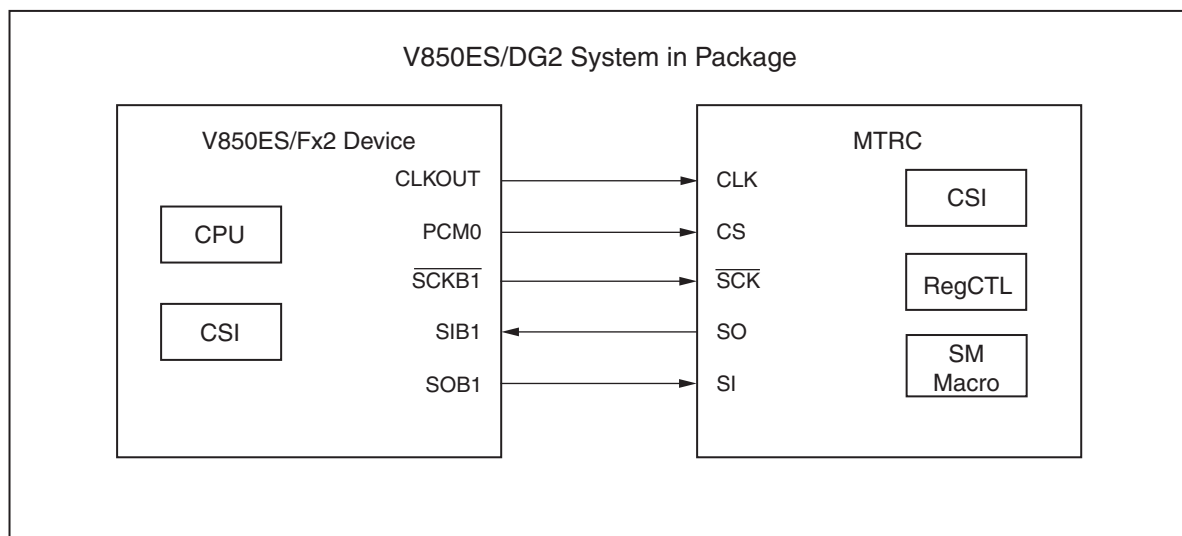 V850ES/DG2 System in Package
V850ES/Fx2 Device
CPU
CSI
CLKOUT
PCM0
SCKB1
SIB1
SOB1
MTRC
CLK
CS
SCK
SO
SI
CSI
RegCTL
SM
Macro